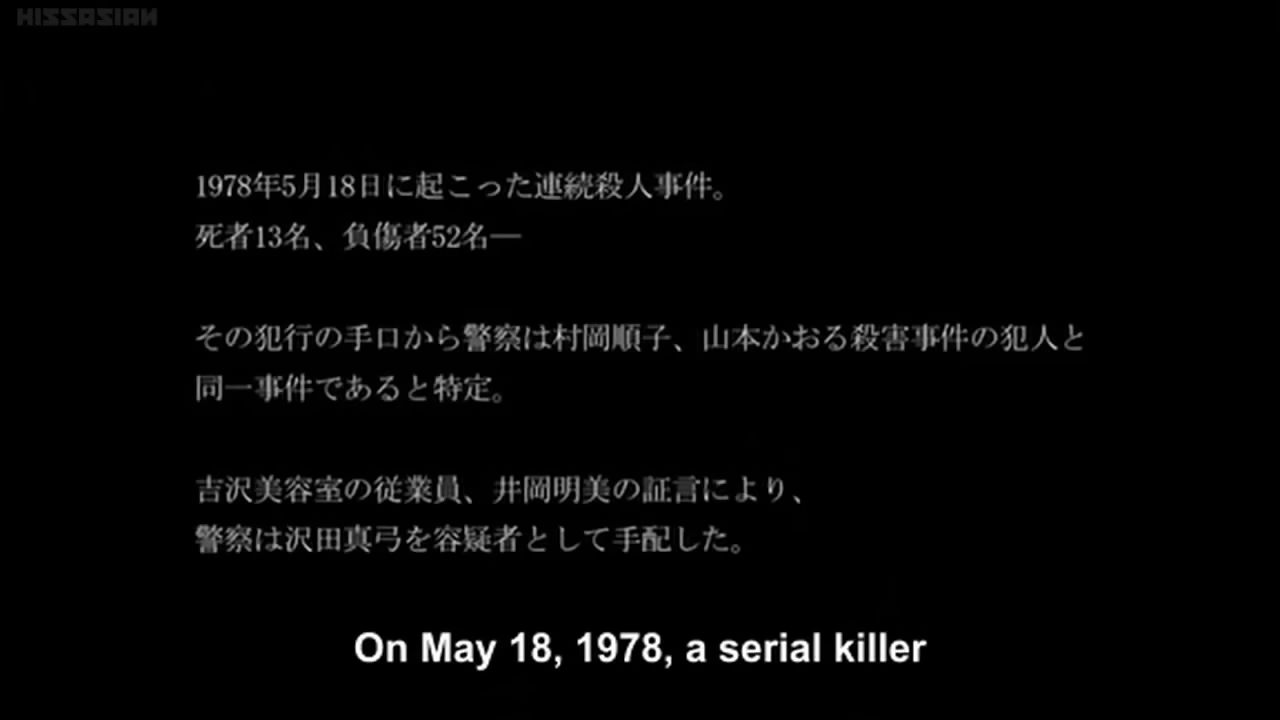 HISSASIAN
1978年5月18日に起こった連続殺人事件。
死者13名、負傷者52名―
その犯行の手口から警察は村岡順子、山本かおる殺害事件の犯人と
同一事件であると特定。
吉沢美容室の従業員、井岡明美の証言により、
警察は沢田真弓を容疑者として手配した。
On May 18, 1978, a serial killer